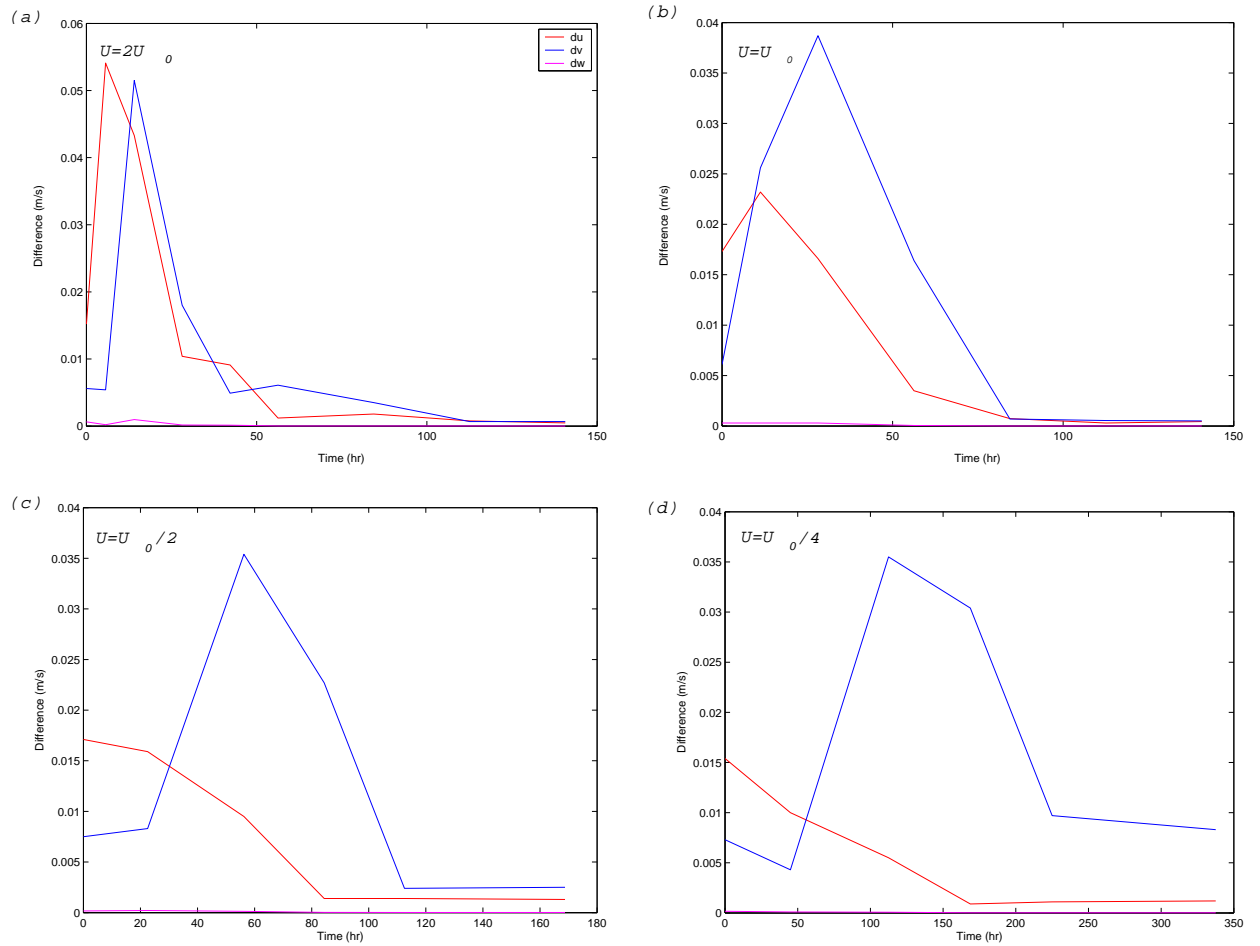 (a)
U=2U 0
du
dv
dw
Difference (m/s)
0.06
0.05
0.04
0.03
0.02
0.01
0
0 50 100 150
Time (hr)
(b)
U=U 0
Difference (m/s)
0.04
0.035
0.03
0.025
0.02
0.015
0.01
0.005
0
0 50 100 150
Time (hr)
(c)
U=U 0/2
Difference (m/s)
0.04
0.035
0.03
0.025
0.02
0.015
0.01
0.005
0
0 20 40 60 80 100 120 140 160 180
Time (hr)
(d)
U=U 0/4
Difference (m/s)
0.04
0.035
0.03
0.025
0.02
0.015
0.01
0.005
0
0 50 100 150 200 250 300 350
Time (hr)